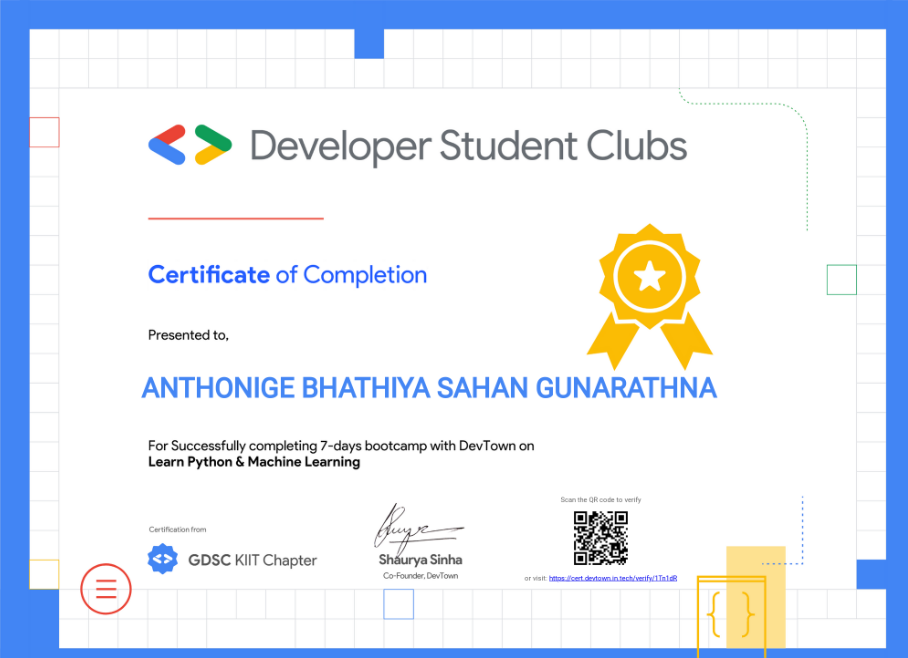 Developer Student Clubs
Certificate of Completion
Presented to,
ANTHONIGE BHATHIYA SAHAN GUNARATHNA
For Successfully completing 7-days bootcamp with DevTown on
Learn Python & Machine Learning
Certification from
GDSC KIIT Chapter
Shaurya Sinha
Co-Founder, DevTown
Scan the QR code to verify
or visit: https://cert.devtown.in.tech/verify/1Tn1dR
{ }